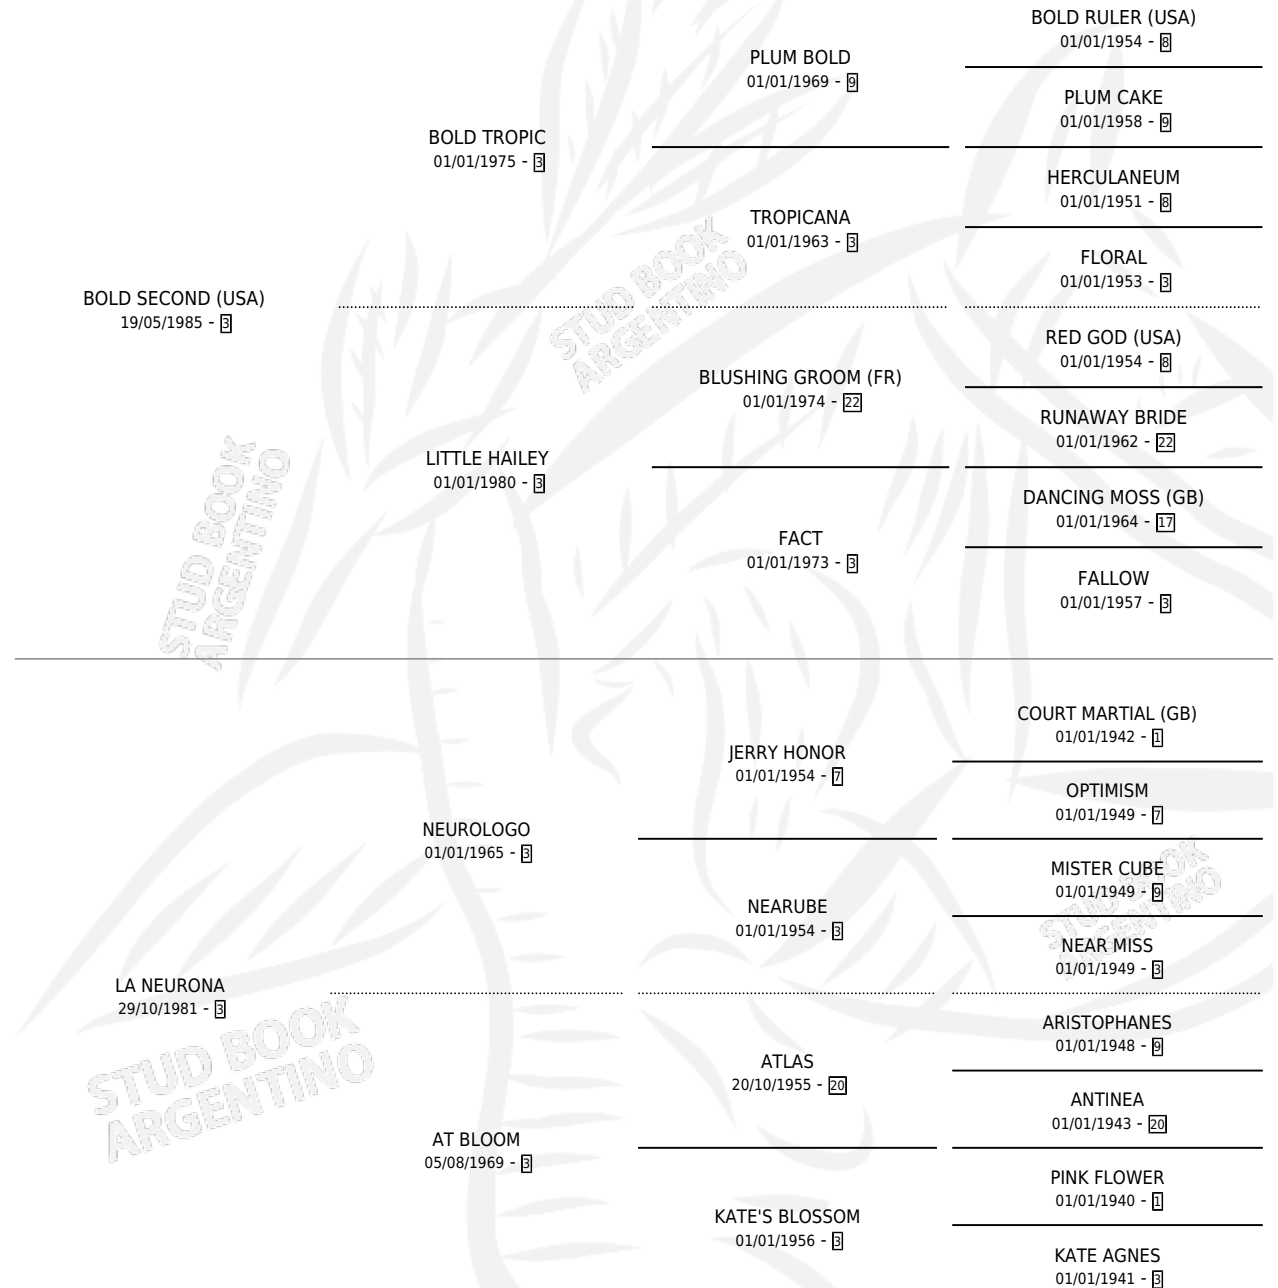 BOLD RULER (USA)
01/01/1954 - 8
PLUM BOLD
01/01/1969 - 9
PLUM CAKE
01/01/1958 - 9
BOLD TROPIC
01/01/1975 - 3
HERCULANEUM
01/01/1951 - 8
TROPICANA
01/01/1963 - 3
FLORAL
01/01/1953 - 3
BOLD SECOND (USA)
19/05/1985 - 3
RED GOD (USA)
01/01/1954 - 8
BLUSHING GROOM (FR)
01/01/1974 - 22
RUNAWAY BRIDE
01/01/1962 - 22
LITTLE HAILEY
01/01/1980 - 3
DANCING MOSS (GB)
01/01/1964 - 17
FACT
01/01/1973 - 3
FALLOW
01/01/1957 - 3
COURT MARTIAL (GB)
01/01/1942 - 1
JERRY HONOR
01/01/1954 - 7
OPTIMISM
01/01/1949 - 7
NEUROLOGO
01/01/1965 - 3
MISTER CUBE
01/01/1949 - 9
NEARUBE
01/01/1954 - 3
NEAR MISS
01/01/1949 - 3
LA NEURONA
29/10/1981 - 3
ARISTOPHANES
01/01/1948 - 9
ATLAS
20/10/1955 - 20
ANTINEA
01/01/1943 - 20
AT BLOOM
05/08/1969 - 3
PINK FLOWER
01/01/1940 - 1
KATE'S BLOSSOM
01/01/1956 - 3
KATE AGNES
01/01/1941 - 3
STUD BOOK
ARGENTINO
STUD BOOK
ARGENTINO
STUD BOOK
ARGENTINO
STUD BOOK
ARGENTINO